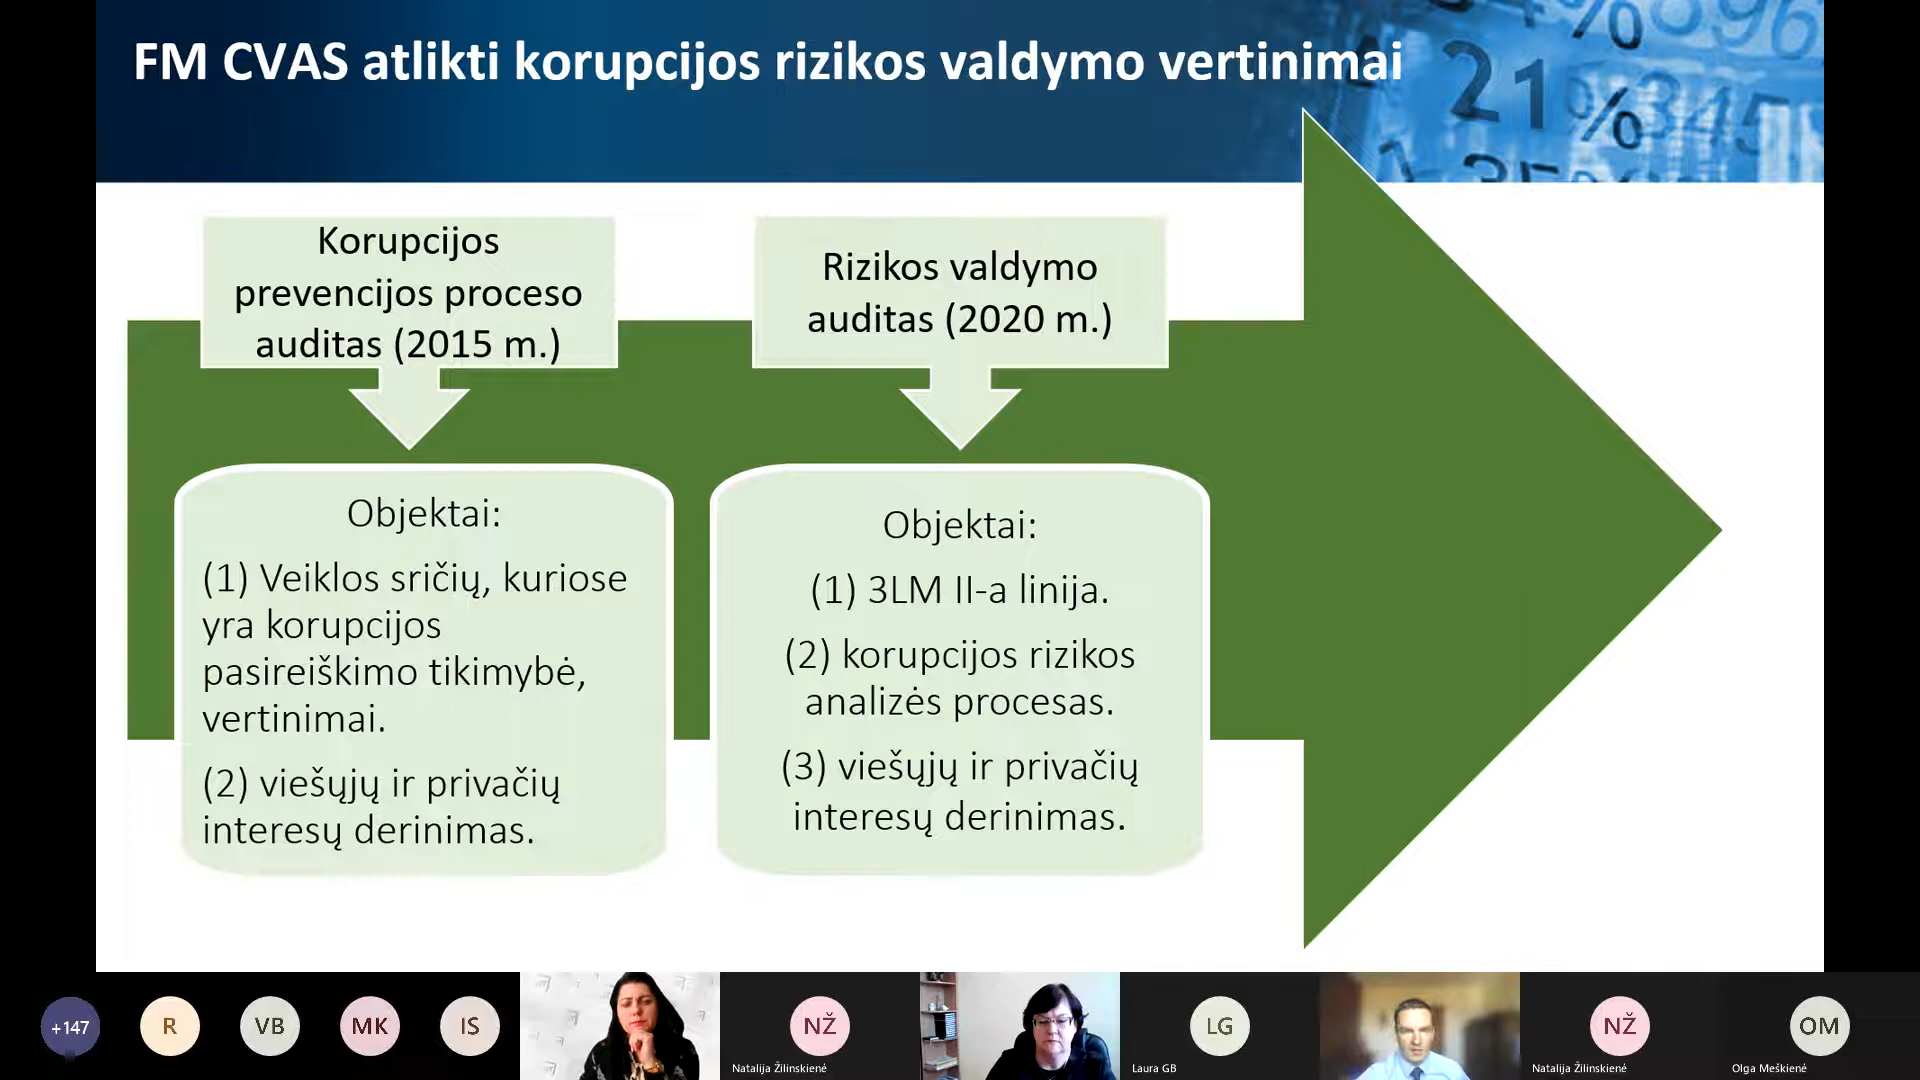 FM CVAS atlikti korupcijos rizikos valdymo vertinimai
21%
Korupcijos
prevencijos proceso
auditas (2015 m.)
Rizikos valdymo
auditas (2020 m.)
Objektai:
(1) Veiklos sričių, kuriose
yra korupcijos
pasireiškimo tikimybė,
vertinimai.
(2) viešųjų ir privačių
interesų derinimas.
Objektai:
(1) 3LM II-a linija.
(2) korupcijos rizikos
analizės procesas.
(3) viešųjų ir privačių
interesų derinimas.
+147
R
VB
MK
IS
NŽ
Natalija Žilinskienė
LG
Laura GB
NŽ
Natalija Žilinskienė
OM
Olga Meškienė